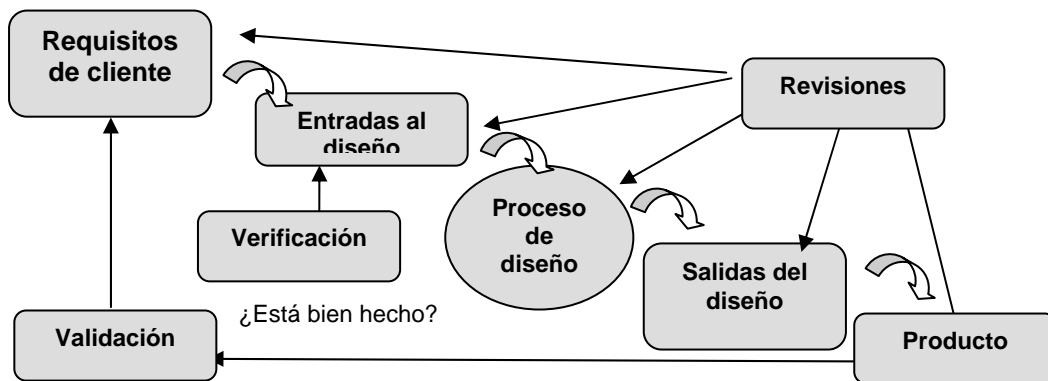 Requisitos
de cliente
Revisiones
Entradas al
diseño
Proceso
de
diseño
Verificación
Salidas del
diseño
¿Está bien hecho?
Validación
Producto